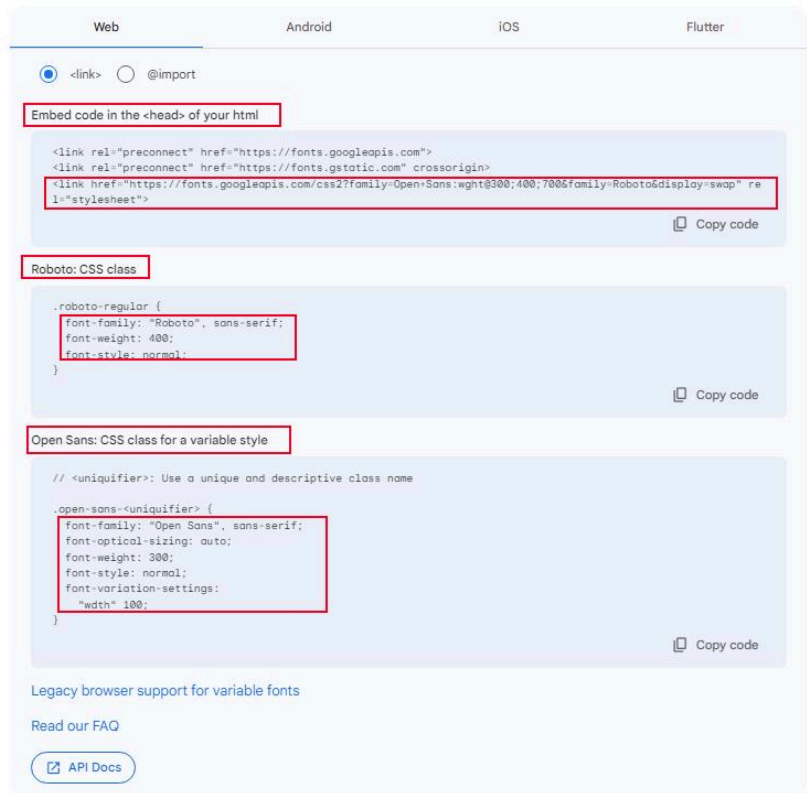 Web Android iOS Flutter
<link> @import
Embed code in the <head> of your html
<link rel="preconnect" href="https://fonts.googleapis.com">
<link rel="preconnect" href="https://fonts.gstatic.com" crossorigin>
<link href="https://fonts.googleapis.com/css2?family=Open+Sans:wght@300;400;700&family=Roboto&display=swap" re
l="stylesheet">
Copy code
Roboto: CSS class
.roboto-regular {
font-family: "Roboto", sans-serif;
font-weight: 400;
font-style: normal;
}
Copy code
Open Sans: CSS class for a variable style
// <uniquifier>: Use a unique and descriptive class name
.open-sans-<uniquifier> {
font-family: "Open Sans", sans-serif;
font-optical-sizing: auto;
font-weight: 300;
font-style: normal;
font-variation-settings:
"wdth" 100;
}
Copy code
Legacy browser support for variable fonts
Read our FAQ
API Docs